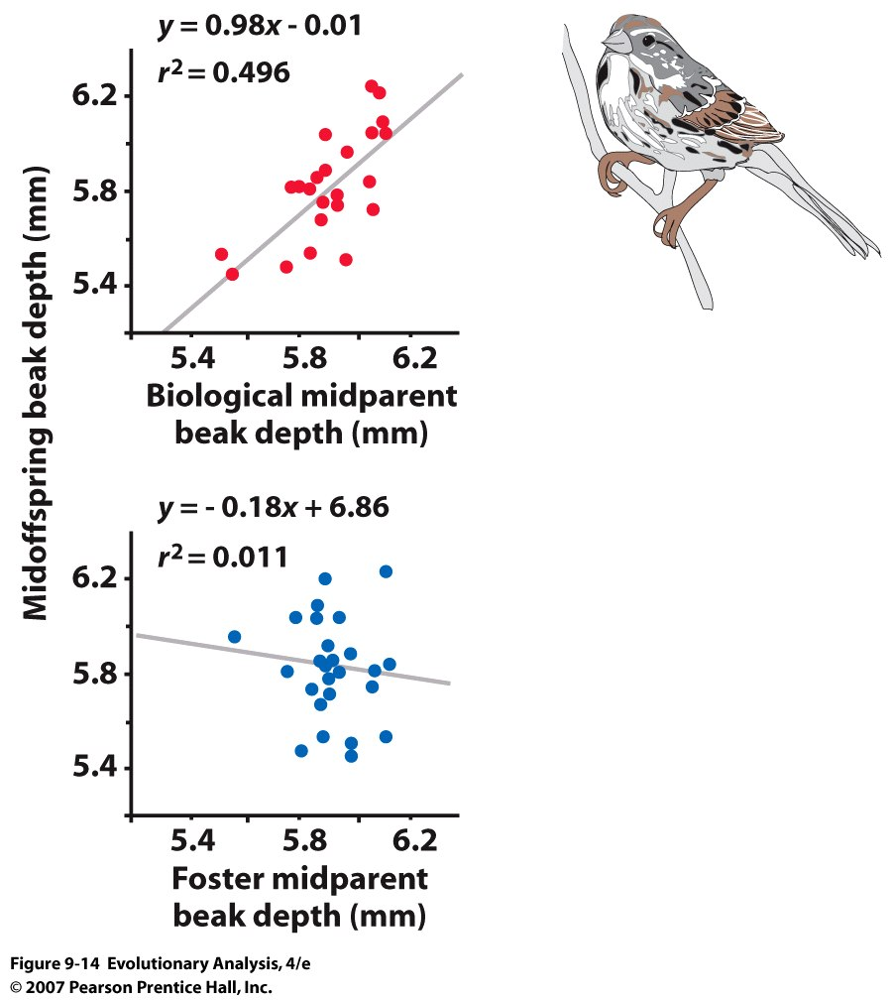 y = 0.98x - 0.01
r² = 0.496
6.2
5.8
5.4
5.4 5.8 6.2
Biological midparent
beak depth (mm)
Midoffspring beak depth (mm)
y = - 0.18x + 6.86
r² = 0.011
6.2
5.8
5.4
5.4 5.8 6.2
Foster midparent
beak depth (mm)
Figure 9-14 Evolutionary Analysis, 4/e
© 2007 Pearson Prentice Hall, Inc.